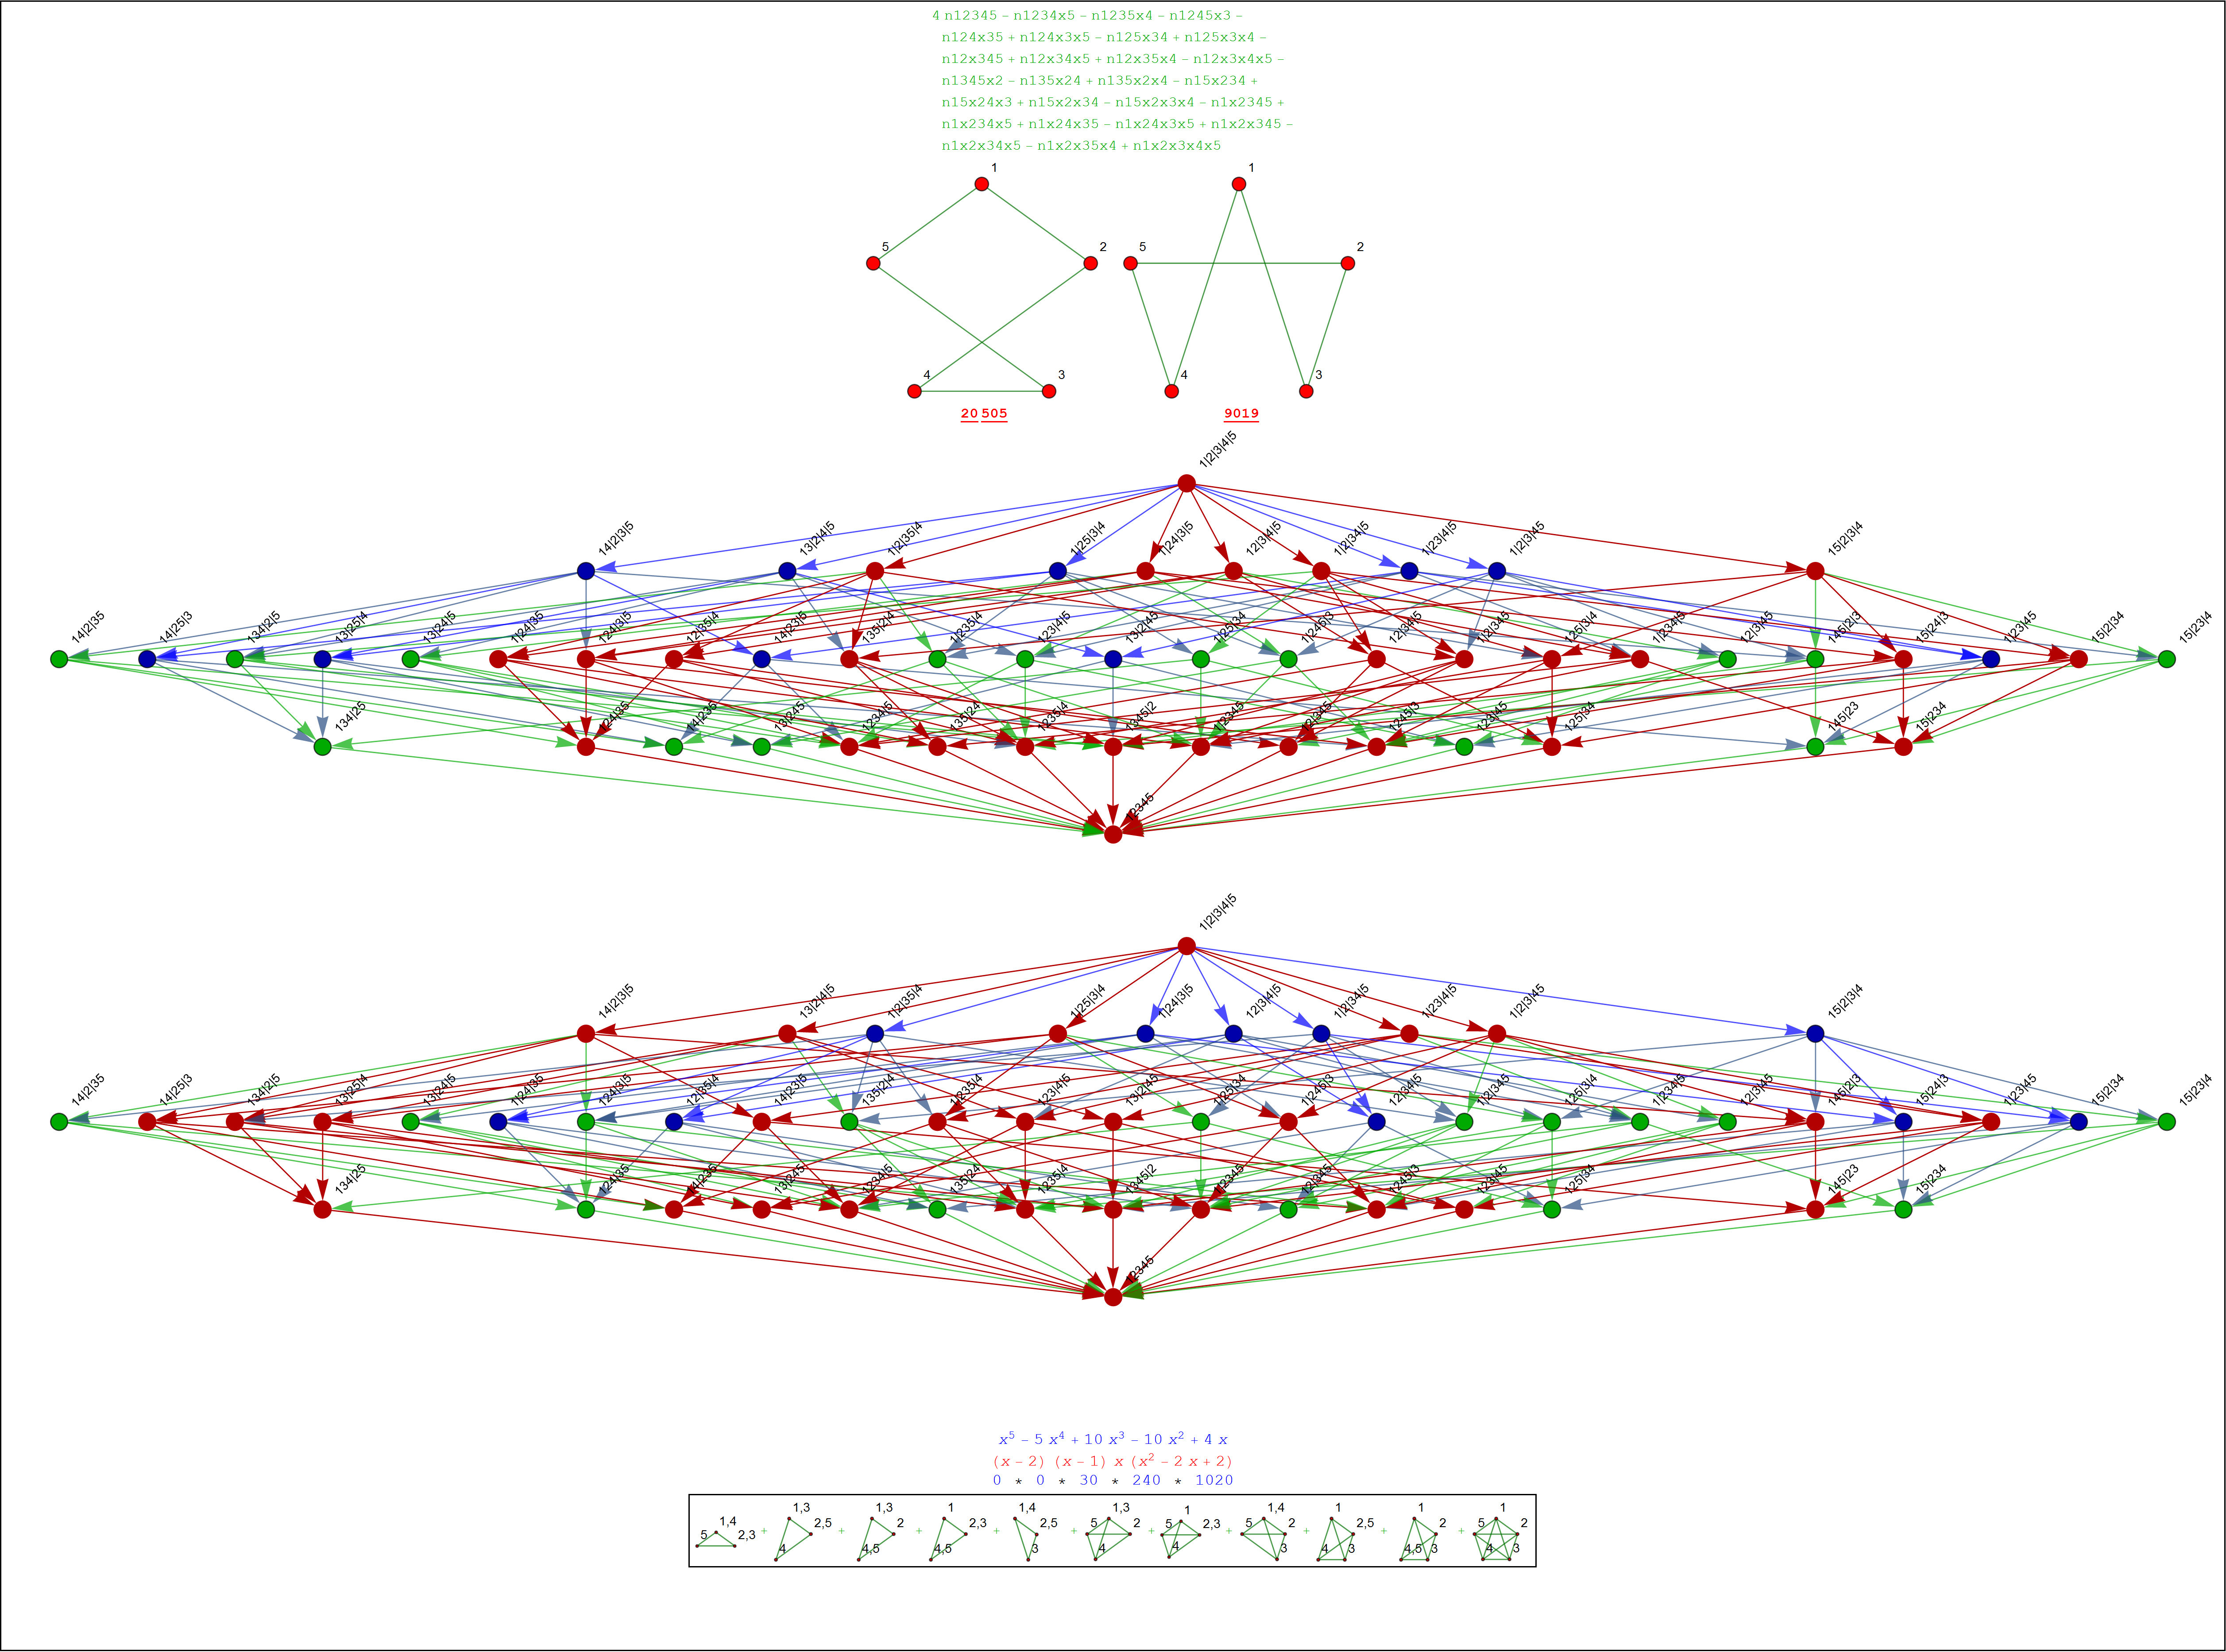 4 n12345 – n1234x5 – n1235x4 – n1245x3 –
n124x35 + n124x3x5 – n125x34 + n125x3x4 –
n12x345 + n12x34x5 + n12x35x4 – n12x3x4x5 –
n1345x2 – n135x24 + n135x2x4 – n15x234 +
n15x24x3 + n15x2x34 – n15x2x3x4 – n1x2345 +
n1x234x5 + n1x24x35 – n1x24x3x5 + n1x2x345 –
n1x2x34x5 – n1x2x35x4 + n1x2x3x4x5
1 1
5 2 5 2
4 3 4 3
20 505 9019
1|2|3|4|5
14|2|3|5 13|2|4|5 1|2|35|4 1|25|3|4 1|24|3|5 12|3|4|5 1|2|34|5 1|23|4|5 1|2|3|45 15|2|3|4
14|2|35 14|25|3 134|2|5 13|25|4 13|24|5 1|24|35 124|3|5 12|35|4 14|23|5 135|2|4 1|235|4 123|4|5 13|2|45 1|25|34 1|245|3 12|34|5 1|2|345 125|3|4 1|234|5 12|3|45 145|2|3 15|24|3 1|23|45 15|2|34 15|23|4
134|25 124|35 14|235 13|245 1234|5 135|24 1235|4 1345|2 1|2345 12|345 1245|3 123|45 125|34 145|23 15|234
12345
1|2|3|4|5
14|2|3|5 13|2|4|5 1|2|35|4 1|25|3|4 1|24|3|5 12|3|4|5 1|2|34|5 1|23|4|5 1|2|3|45 15|2|3|4
14|2|35 14|25|3 134|2|5 13|25|4 13|24|5 1|24|35 124|3|5 12|35|4 14|23|5 135|2|4 1|235|4 123|4|5 13|2|45 1|25|34 1|245|3 12|34|5 1|2|345 125|3|4 1|234|5 12|3|45 145|2|3 15|24|3 1|23|45 15|2|34 15|23|4
134|25 124|35 14|235 13|245 1234|5 135|24 1235|4 1345|2 1|2345 12|345 1245|3 123|45 125|34 145|23 15|234
12345
x⁵ – 5 x⁴ + 10 x³ – 10 x² + 4 x
(x – 2) (x – 1) x (x² – 2 x + 2)
0 * 0 * 30 * 240 * 1020
1,4 1,3 1,3 1 1,4 1,3 1 1,4 1 1 1
5 2,3 + 2,5 + 2 + 2,3 + 2,5 + 5 2 + 5 2,3 + 5 2 + 2,5 + 2 + 5 2
4 4,5 4,5 3 4 4 3 4 3 4,5 3 4 3